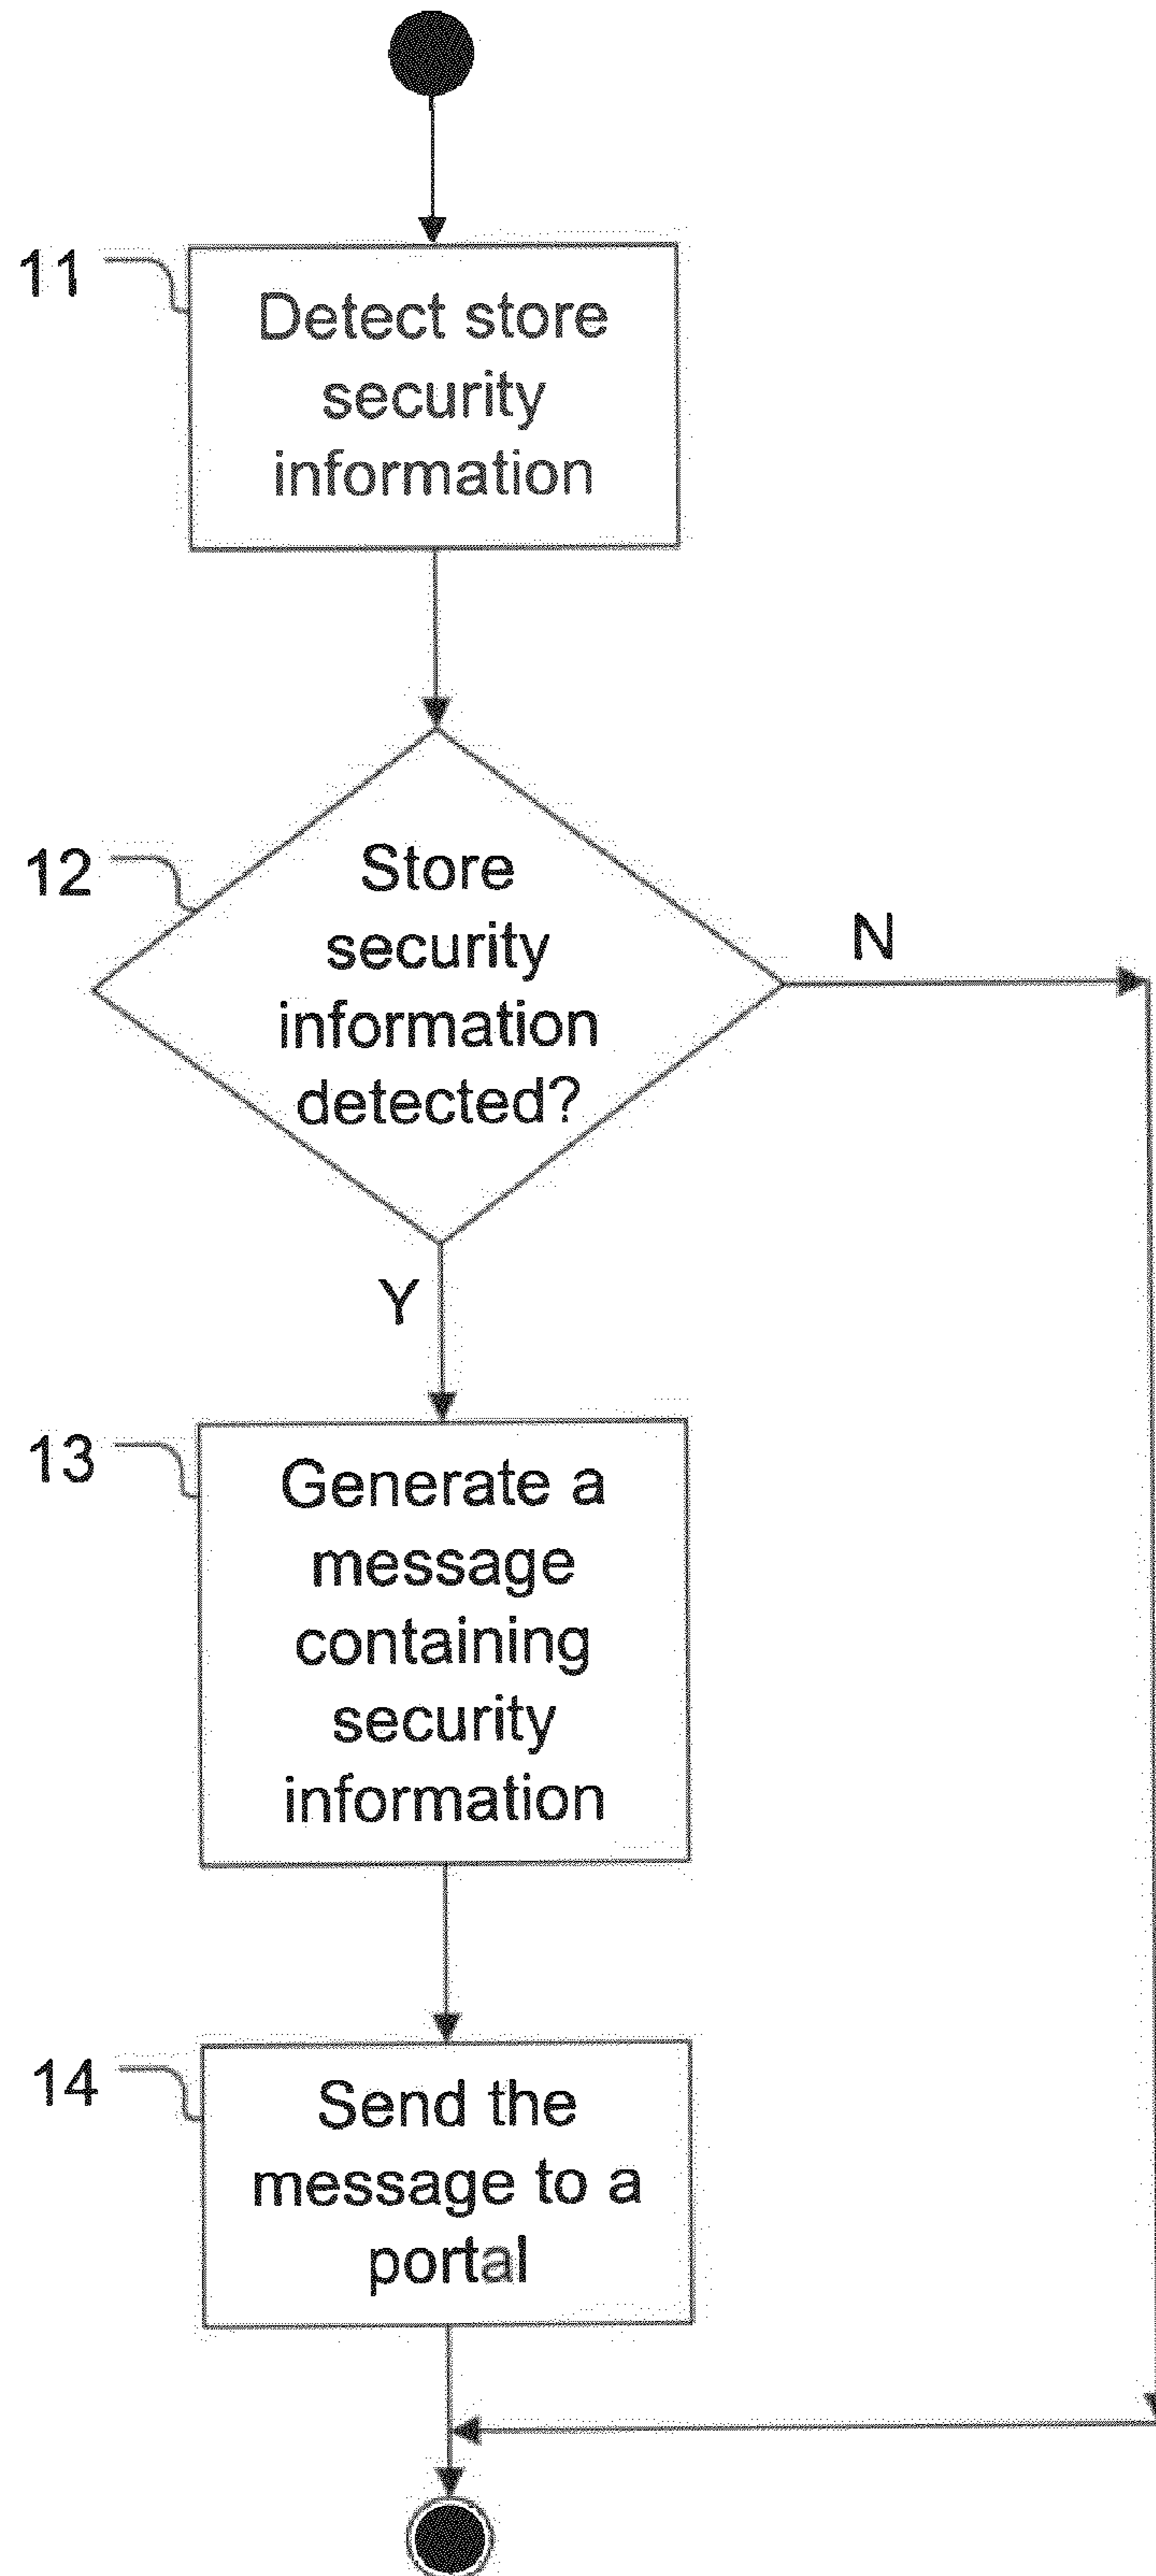 11
Detect store
security
information
12
Store
security
information
detected?
N
Y
13
Generate a
message
containing
security
information
14
Send the
message to a
portal